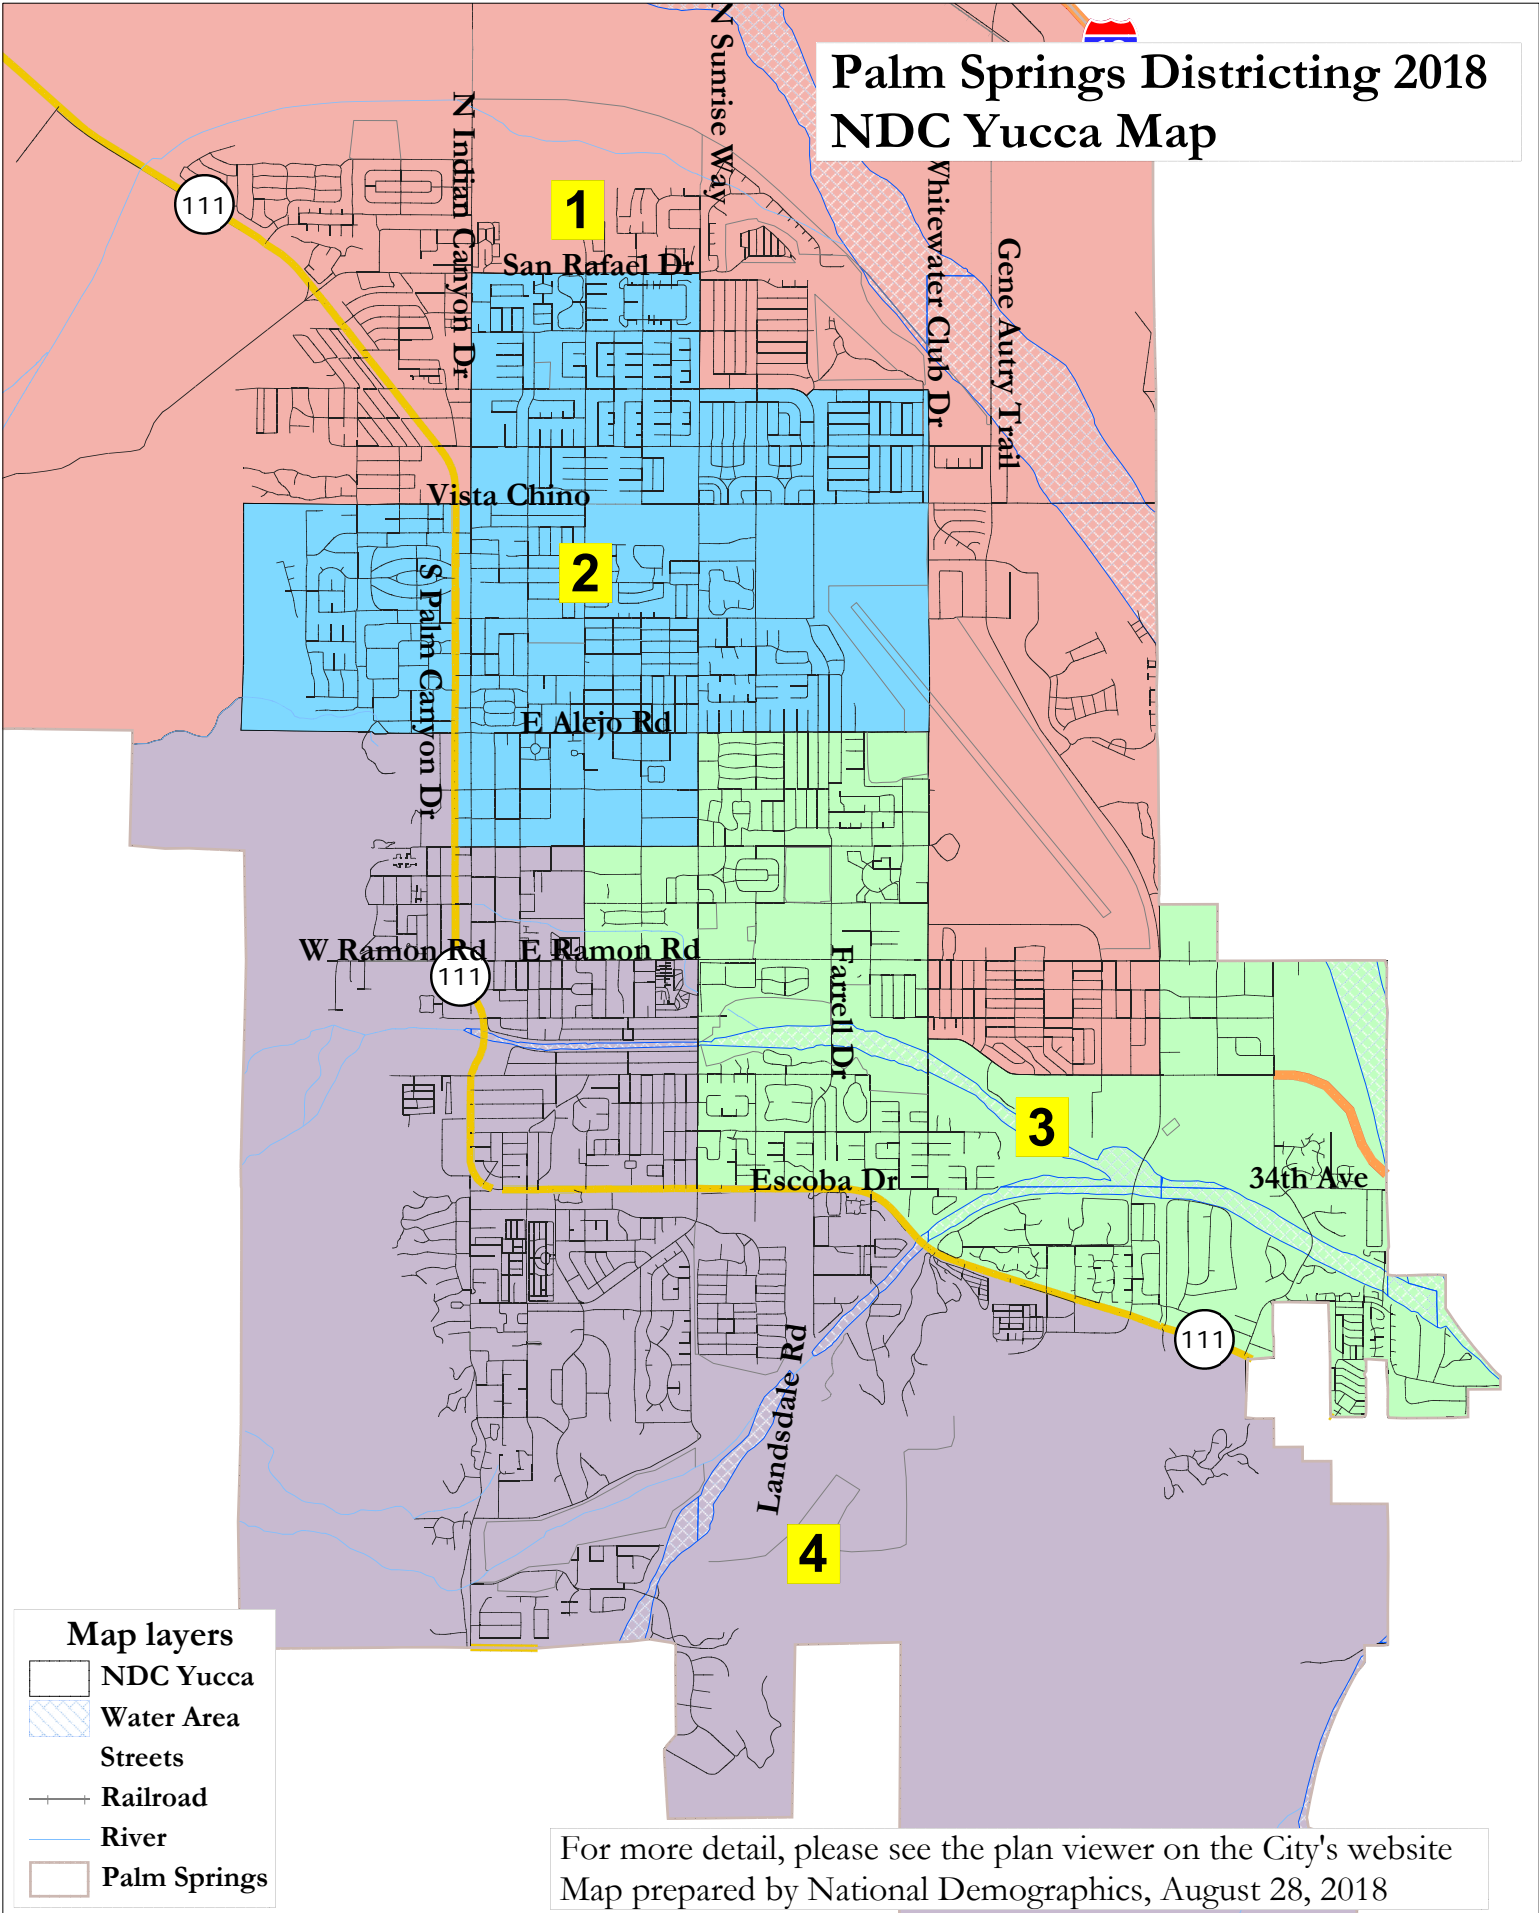 Palm Springs Districting 2018
NDC Yucca Map
N Sunrise Way
N Indian Canyon Dr
Whitewater Club Dr
Gene Autry Trail
111
1
San Rafael Dr
Vista Chino
2
S Palm Canyon Dr
E Alejo Rd
W Ramon Rd
E Ramon Rd
111
Farrell Dr
3
Escoba Dr
34th Ave
111
Landsdale Rd
4
Map layers
NDC Yucca
Water Area
Streets
Railroad
River
Palm Springs
For more detail, please see the plan viewer on the City's website
Map prepared by National Demographics, August 28, 2018